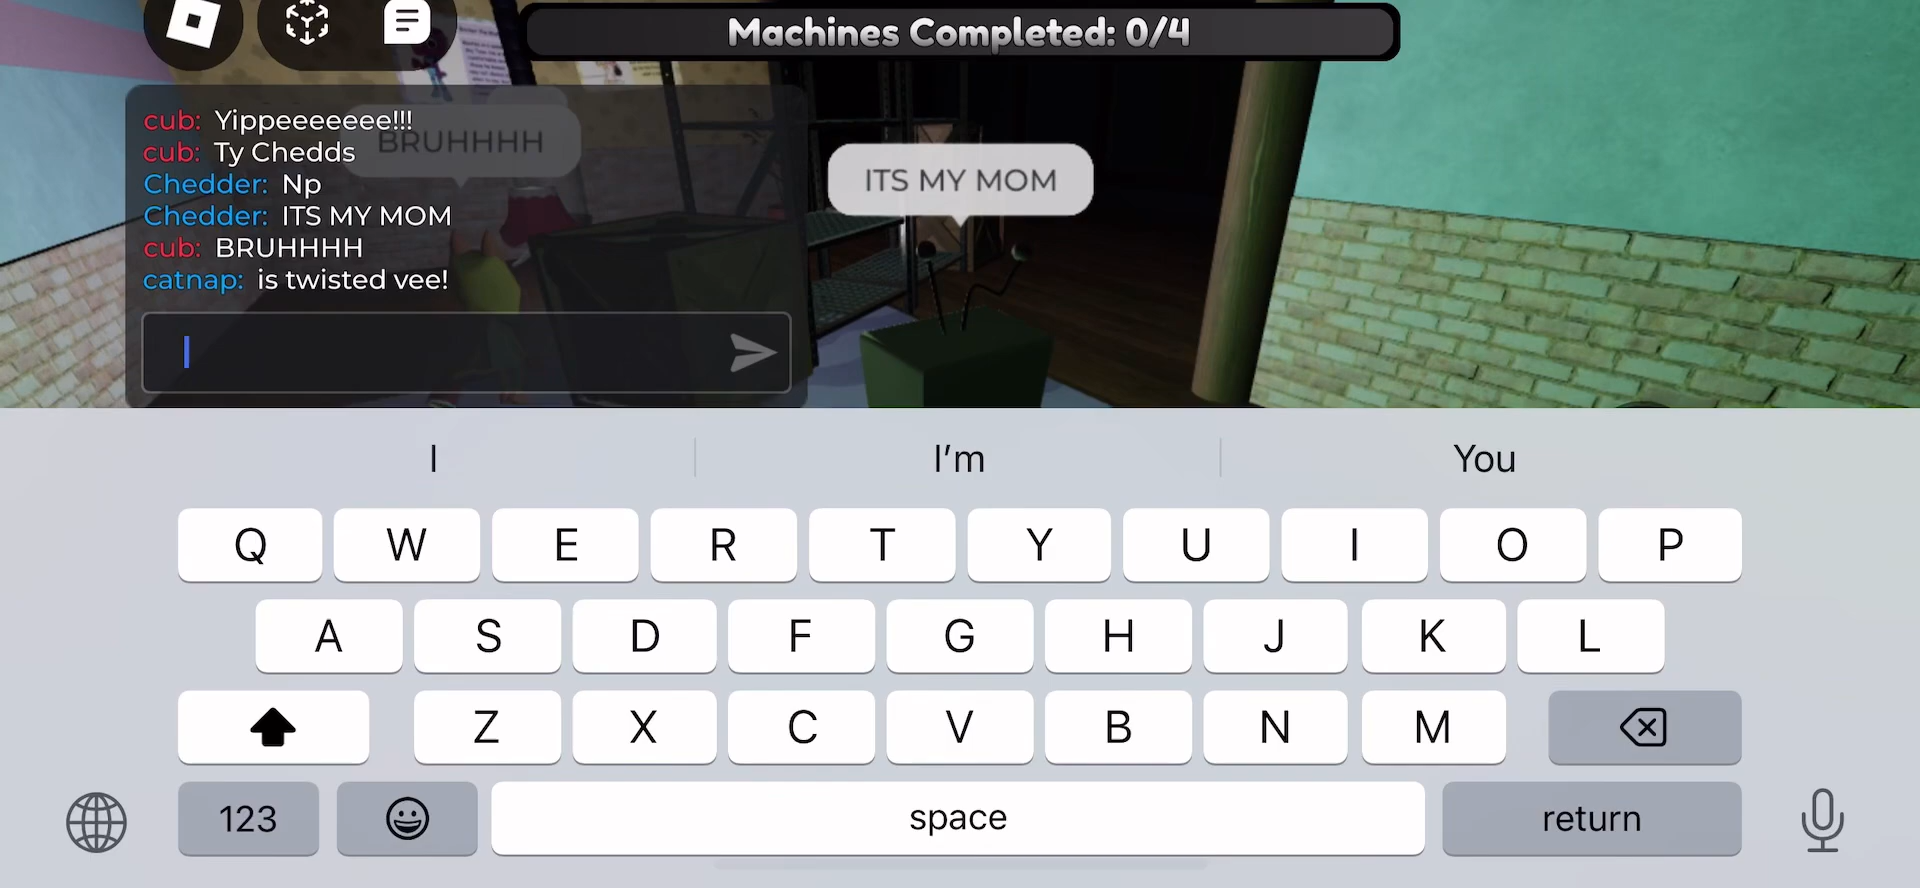 Machines Completed: 0/4
cub: Yippeeeeeee!!!
BRUHHHH
cub: Ty Chedds
Chedder: Np
ITS MY MOM
Chedder: ITS MY MOM
cub: BRUHHHH
catnap: is twisted vee!
I I'm You
Q W E R T Y U I O P
A S D F G H J K L
Z X C V B N M
123 space return